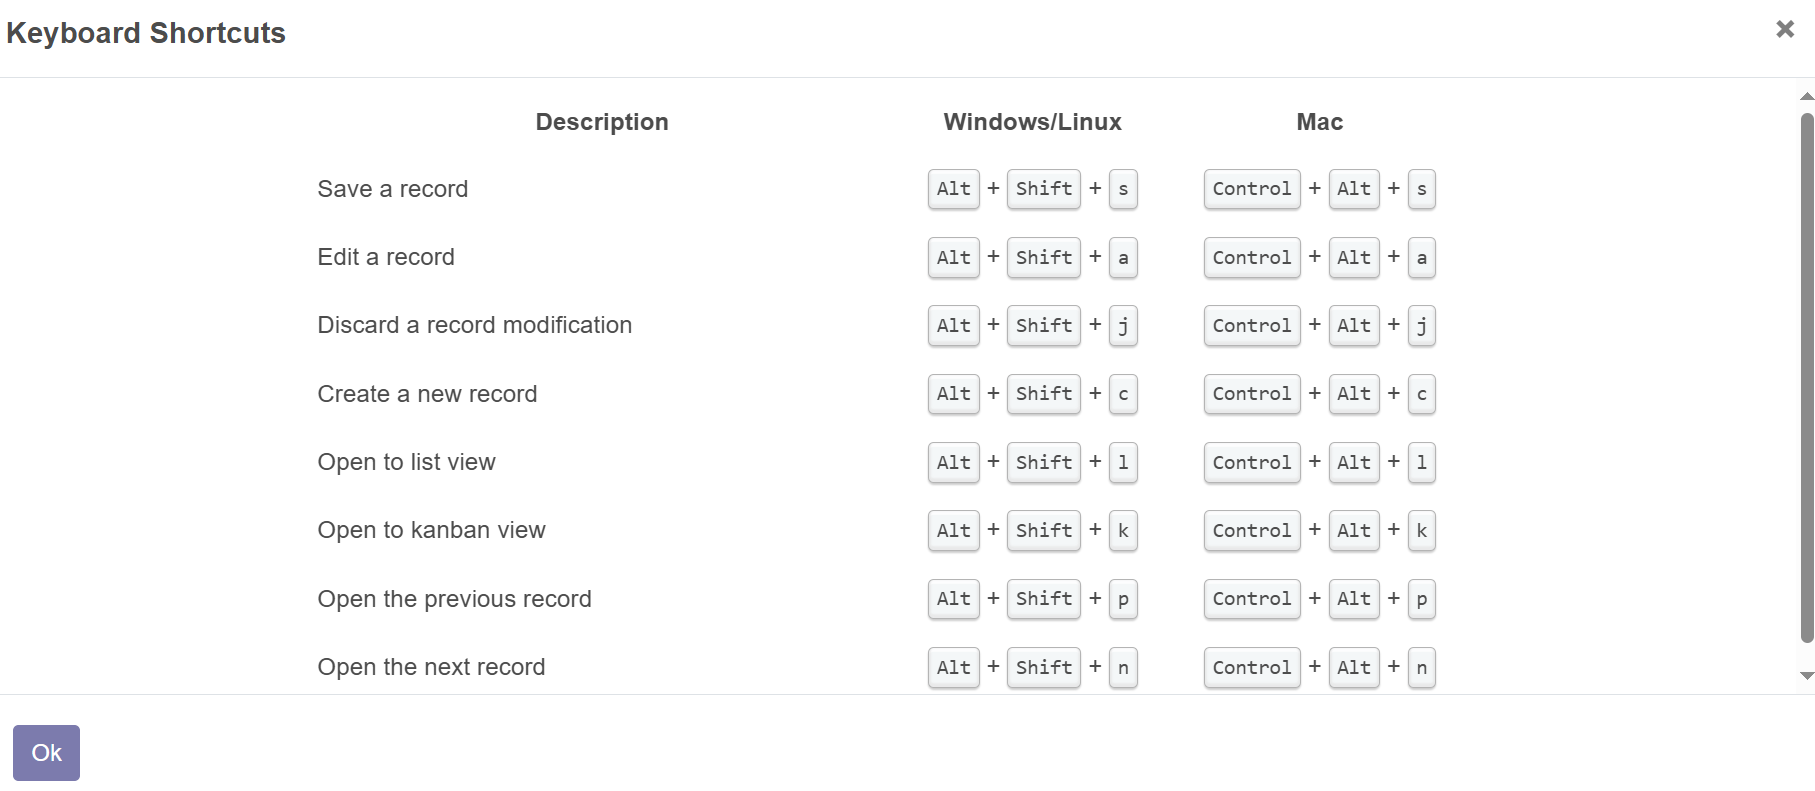 Keyboard Shortcuts ×
Description Windows/Linux Mac
Save a record Alt + Shift + s Control + Alt + s
Edit a record Alt + Shift + a Control + Alt + a
Discard a record modification Alt + Shift + j Control + Alt + j
Create a new record Alt + Shift + c Control + Alt + c
Open to list view Alt + Shift + l Control + Alt + l
Open to kanban view Alt + Shift + k Control + Alt + k
Open the previous record Alt + Shift + p Control + Alt + p
Open the next record Alt + Shift + n Control + Alt + n
Ok